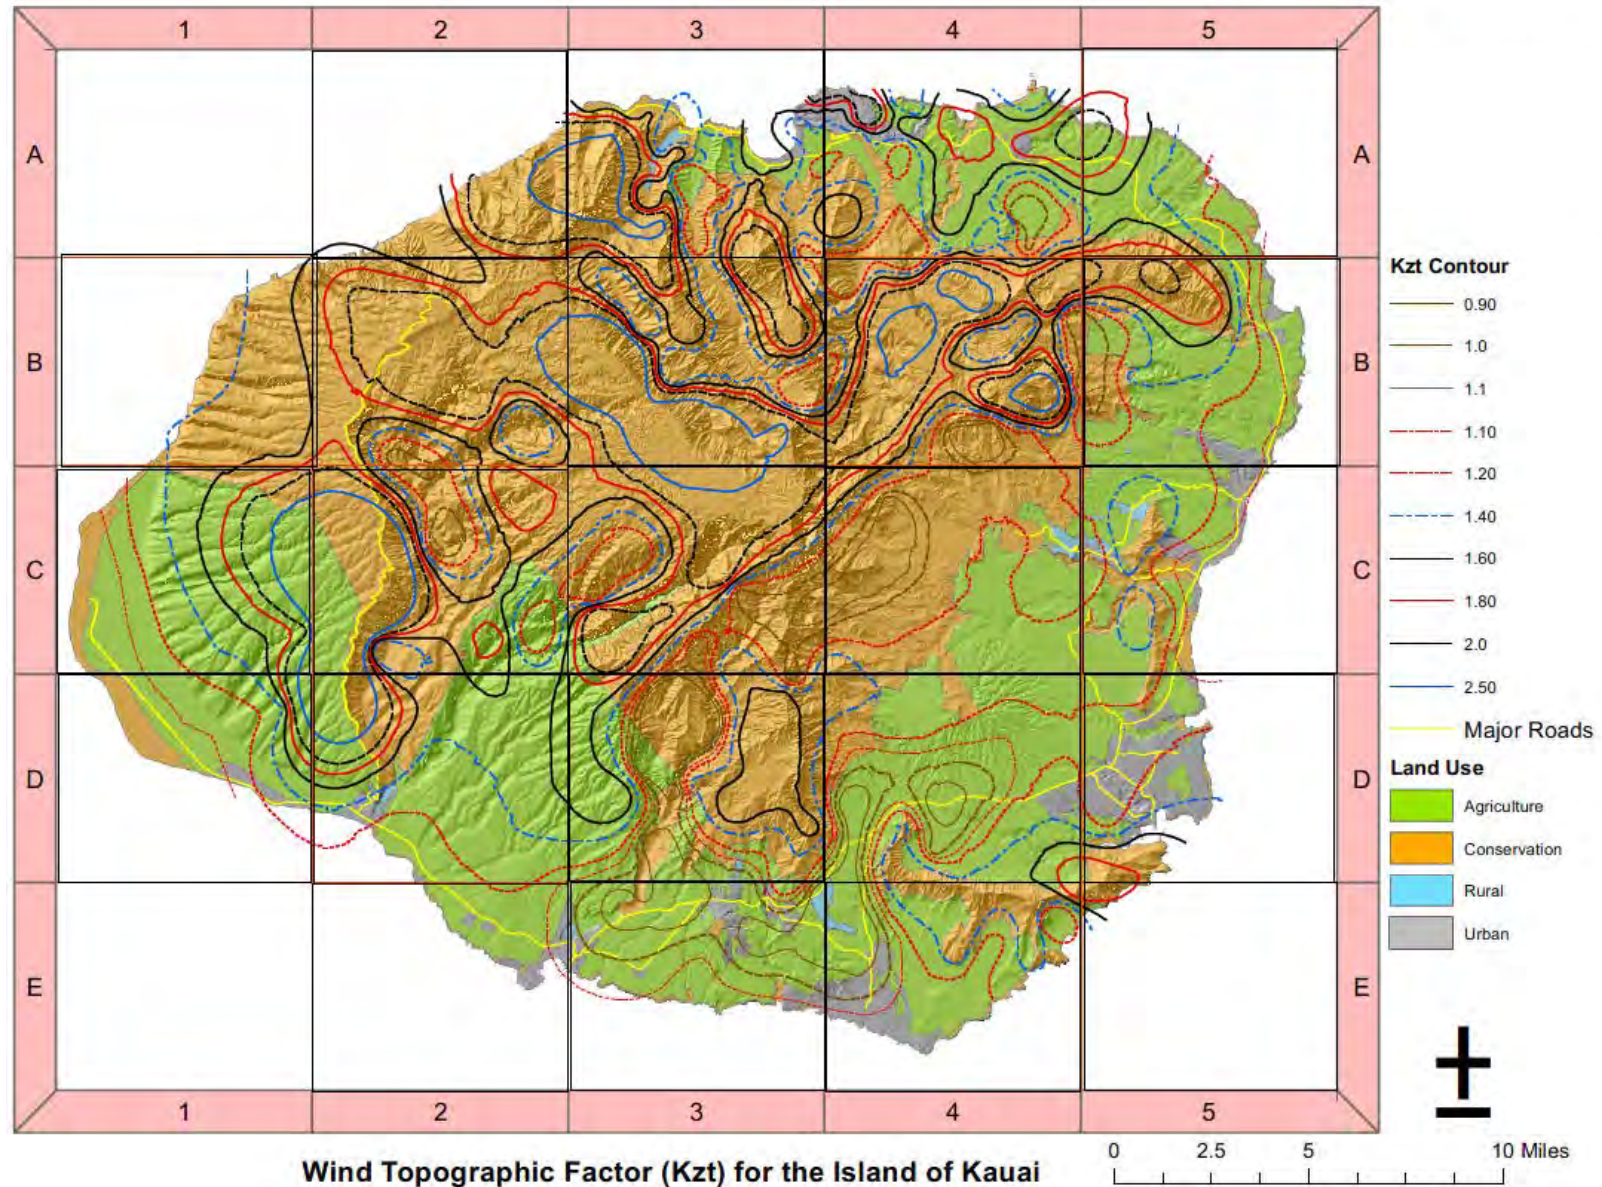 1 2 3 4 5
A A
B B
C C
D D
E E
1 2 3 4 5
Kzt Contour
0.90
1.0
1.1
1.10
1.20
1.40
1.60
1.80
2.0
2.50
Major Roads
Land Use
Agriculture
Conservation
Rural
Urban
Wind Topographic Factor (Kzt) for the Island of Kauai
0 2.5 5 10 Miles